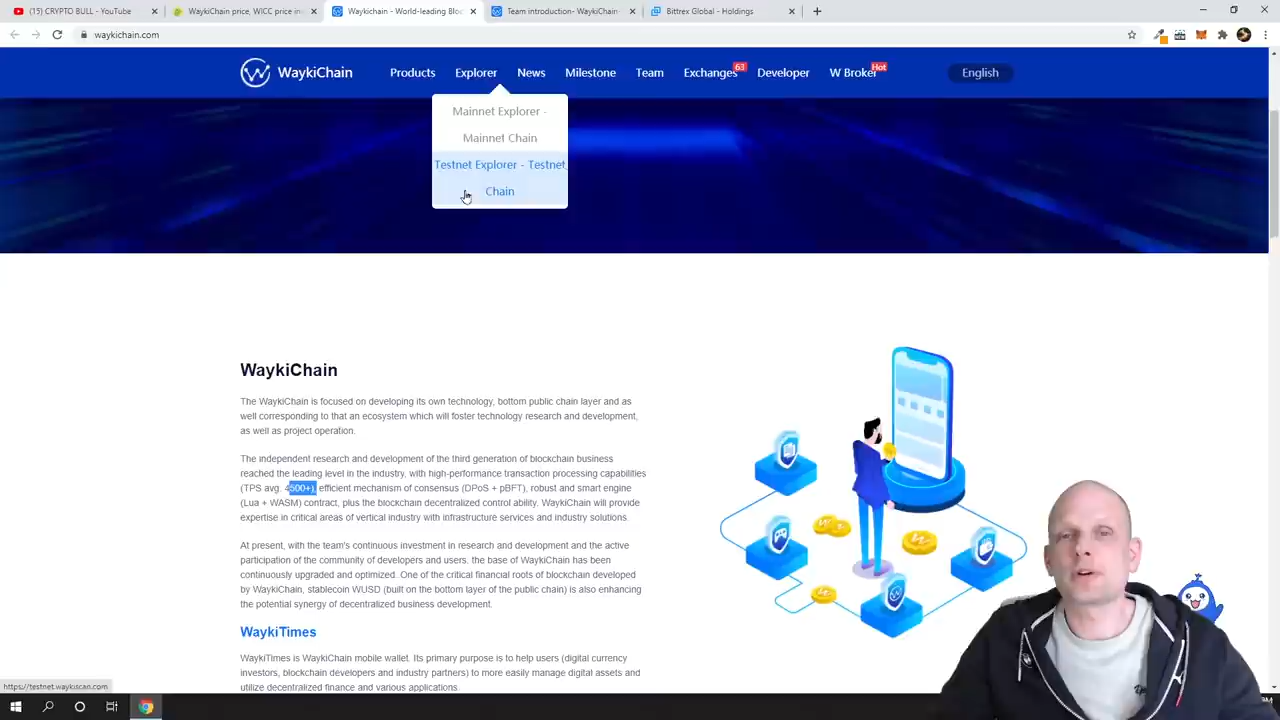 (15) CRYPTO BULL - YouTube
WaykiChain price, WICC price in
Waykichain - World-leading Bloc
Team introduction- WaykiChain-
Bittrex Global - Holdings
waykichain.com
WaykiChain
Products
Explorer
News
Milestone
Team
Exchanges
63
Developer
W Broker
Hot
English
Mainnet Explorer -
Mainnet Chain
Testnet Explorer - Testnet
Chain
WaykiChain
The WaykiChain is focused on developing its own technology, bottom public chain layer and as
well corresponding to that an ecosystem which will foster technology research and development,
as well as project operation.
The independent research and development of the third generation of blockchain business
reached the leading level in the industry, with high-performance transaction processing capabilities
(TPS avg. 4500+), efficient mechanism of consensus (DPoS + pBFT), robust and smart engine
(Lua + WASM) contract, plus the blockchain decentralized control ability. WaykiChain will provide
expertise in critical areas of vertical industry with infrastructure services and industry solutions.
At present, with the team's continuous investment in research and development and the active
participation of the community of developers and users. the base of WaykiChain has been
continuously upgraded and optimized. One of the critical financial roots of blockchain developed
by WaykiChain, stablecoin WUSD (built on the bottom layer of the public chain) is also enhancing
the potential synergy of decentralized business development.
WaykiTimes
WaykiTimes is WaykiChain mobile wallet. Its primary purpose is to help users (digital currency
investors, blockchain developers and industry partners) to more easily manage digital assets and
utilize decentralized finance and various applications.
https://testnet.waykiscan.com